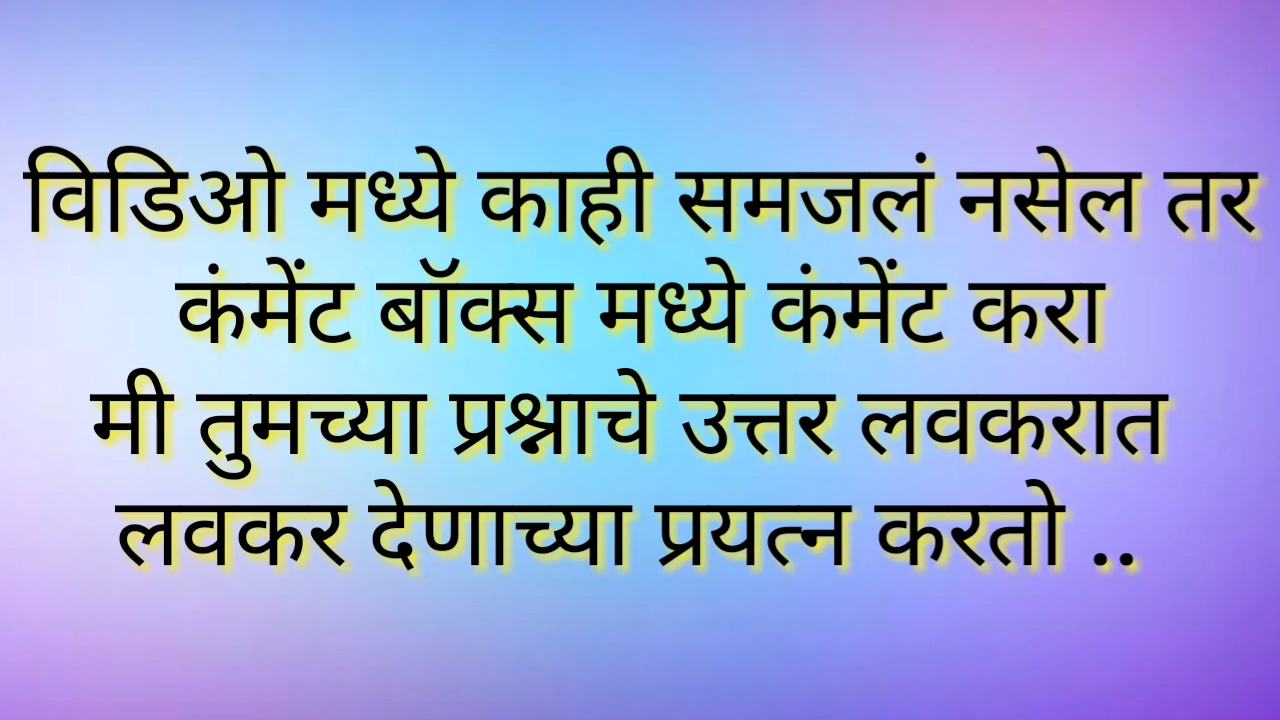 विडिओ मध्ये काही समजलं नसेल तर
कंमेंट बॉक्स मध्ये कंमेंट करा
मी तुमच्या प्रश्नाचे उत्तर लवकरात
लवकर देणाच्या प्रयत्न करतो ..